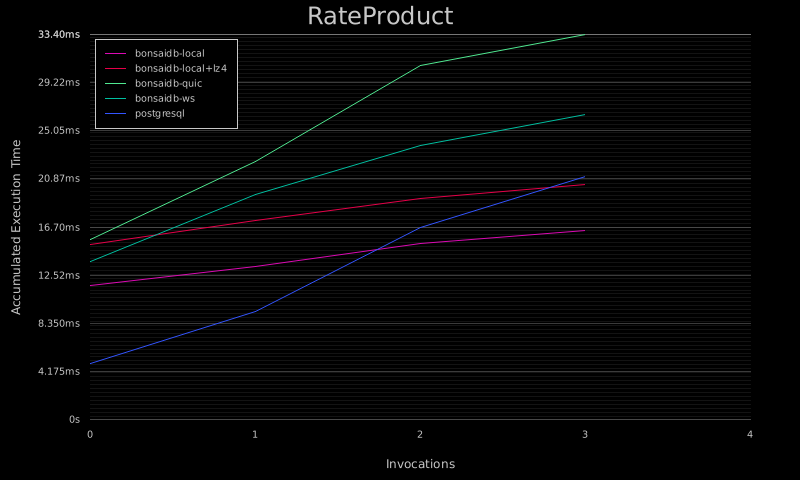 RateProduct
33.40ms
29.22ms
25.05ms
20.87ms
16.70ms
12.52ms
8.350ms
4.175ms
0s
bonsaidb-local
bonsaidb-local+lz4
bonsaidb-quic
bonsaidb-ws
postgresql
Accumulated Execution Time
0 1 2 3 4
Invocations